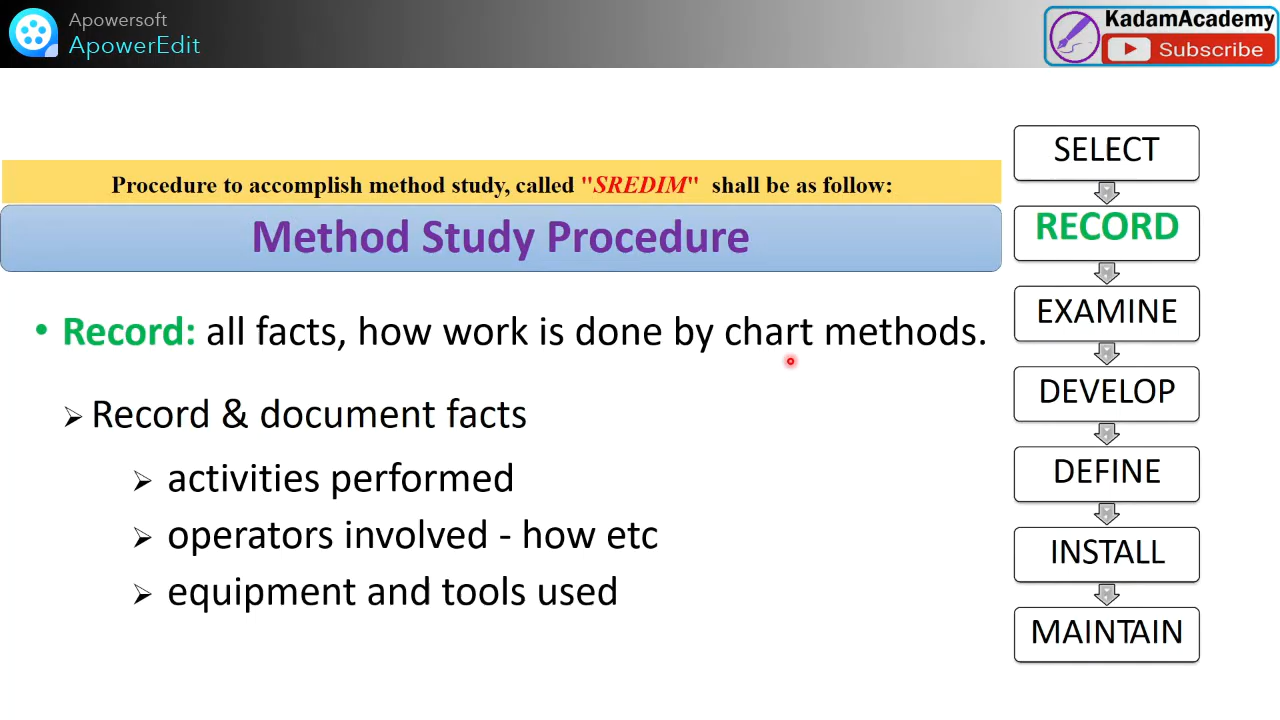 Apowersoft
ApowerEdit
KadamAcademy
Subscribe
Procedure to accomplish method study, called "SREDIM" shall be as follow:
Method Study Procedure
• Record: all facts, how work is done by chart methods.
➢ Record & document facts
➢ activities performed
➢ operators involved - how etc
➢ equipment and tools used
SELECT
RECORD
EXAMINE
DEVELOP
DEFINE
INSTALL
MAINTAIN